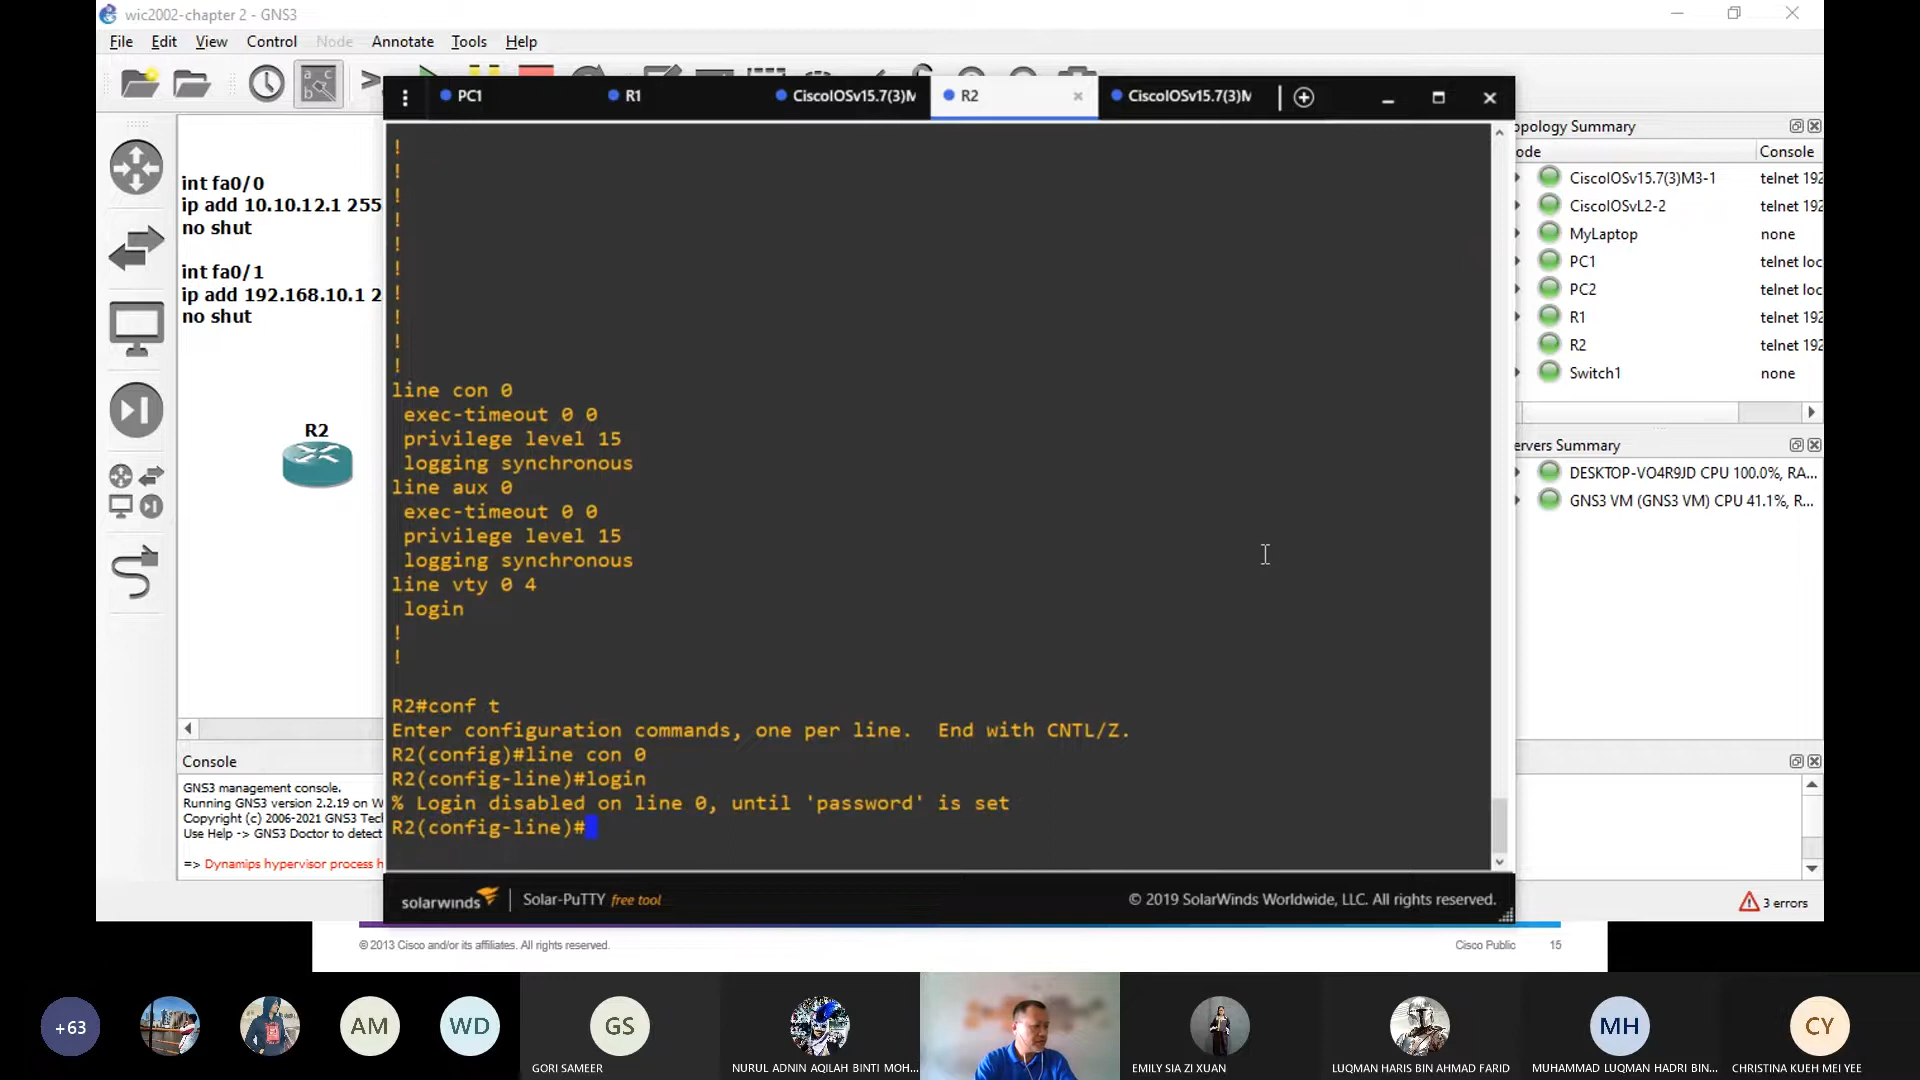 wic2002-chapter 2 - GNS3
File Edit View Control Node Annotate Tools Help
PC1
R1
CiscoIOSv15.7(3)M
R2
CiscoIOSv15.7(3)M
int fa0/0
ip add 10.10.12.1 255
no shut
int fa0/1
ip add 192.168.10.1 2
no shut
R2
!
!
!
!
!
!
!
!
!
!
line con 0
exec-timeout 0 0
privilege level 15
logging synchronous
line aux 0
exec-timeout 0 0
privilege level 15
logging synchronous
line vty 0 4
login
!
!
R2#conf t
Enter configuration commands, one per line.  End with CNTL/Z.
R2(config)#line con 0
R2(config-line)#login
% Login disabled on line 0, until 'password' is set
R2(config-line)#
solarwinds
Solar-PuTTY free tool
© 2019 SolarWinds Worldwide, LLC. All rights reserved.
opology Summary
ode Console
CiscoIOSv15.7(3)M3-1 telnet 192
CiscoIOSvL2-2 telnet 192
MyLaptop none
PC1 telnet loc
PC2 telnet loc
R1 telnet 192
R2 telnet 192
Switch1 none
ervers Summary
DESKTOP-VO4R9JD CPU 100.0%, RA...
GNS3 VM (GNS3 VM) CPU 41.1%, R...
Console
GNS3 management console.
Running GNS3 version 2.2.19 on W
Copyright (c) 2006-2021 GNS3 Tec
Use Help -> GNS3 Doctor to detect
=> Dynamips hypervisor process h
3 errors
© 2013 Cisco and/or its affiliates. All rights reserved.
Cisco Public 15
+63
AM
WD
GS
GORI SAMEER
NURUL ADNIN AQILAH BINTI MOH...
EMILY SIA ZI XUAN
LUQMAN HARIS BIN AHMAD FARID
MH
MUHAMMAD LUQMAN HADRI BIN...
CY
CHRISTINA KUEH MEI YEE